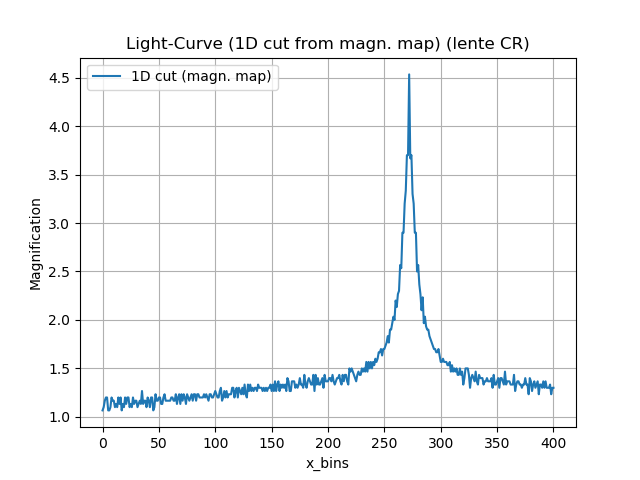 Light-Curve (1D cut from magn. map) (lente CR)
1D cut (magn. map)
4.5
4.0
3.5
3.0
2.5
2.0
1.5
1.0
Magnification
0 50 100 150 200 250 300 350 400
x_bins